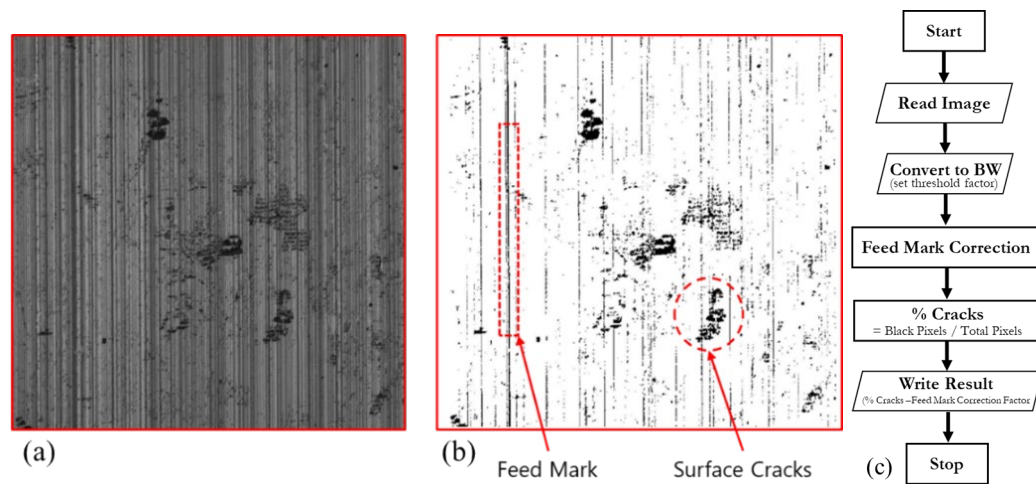 (a)
(b)
Feed Mark
Surface Cracks
(c)
Start
Read Image
Convert to BW
(set threshold factor)
Feed Mark Correction
% Cracks
= Black Pixels / Total Pixels
Write Result
(% Cracks –Feed Mark Correction Factor
Stop